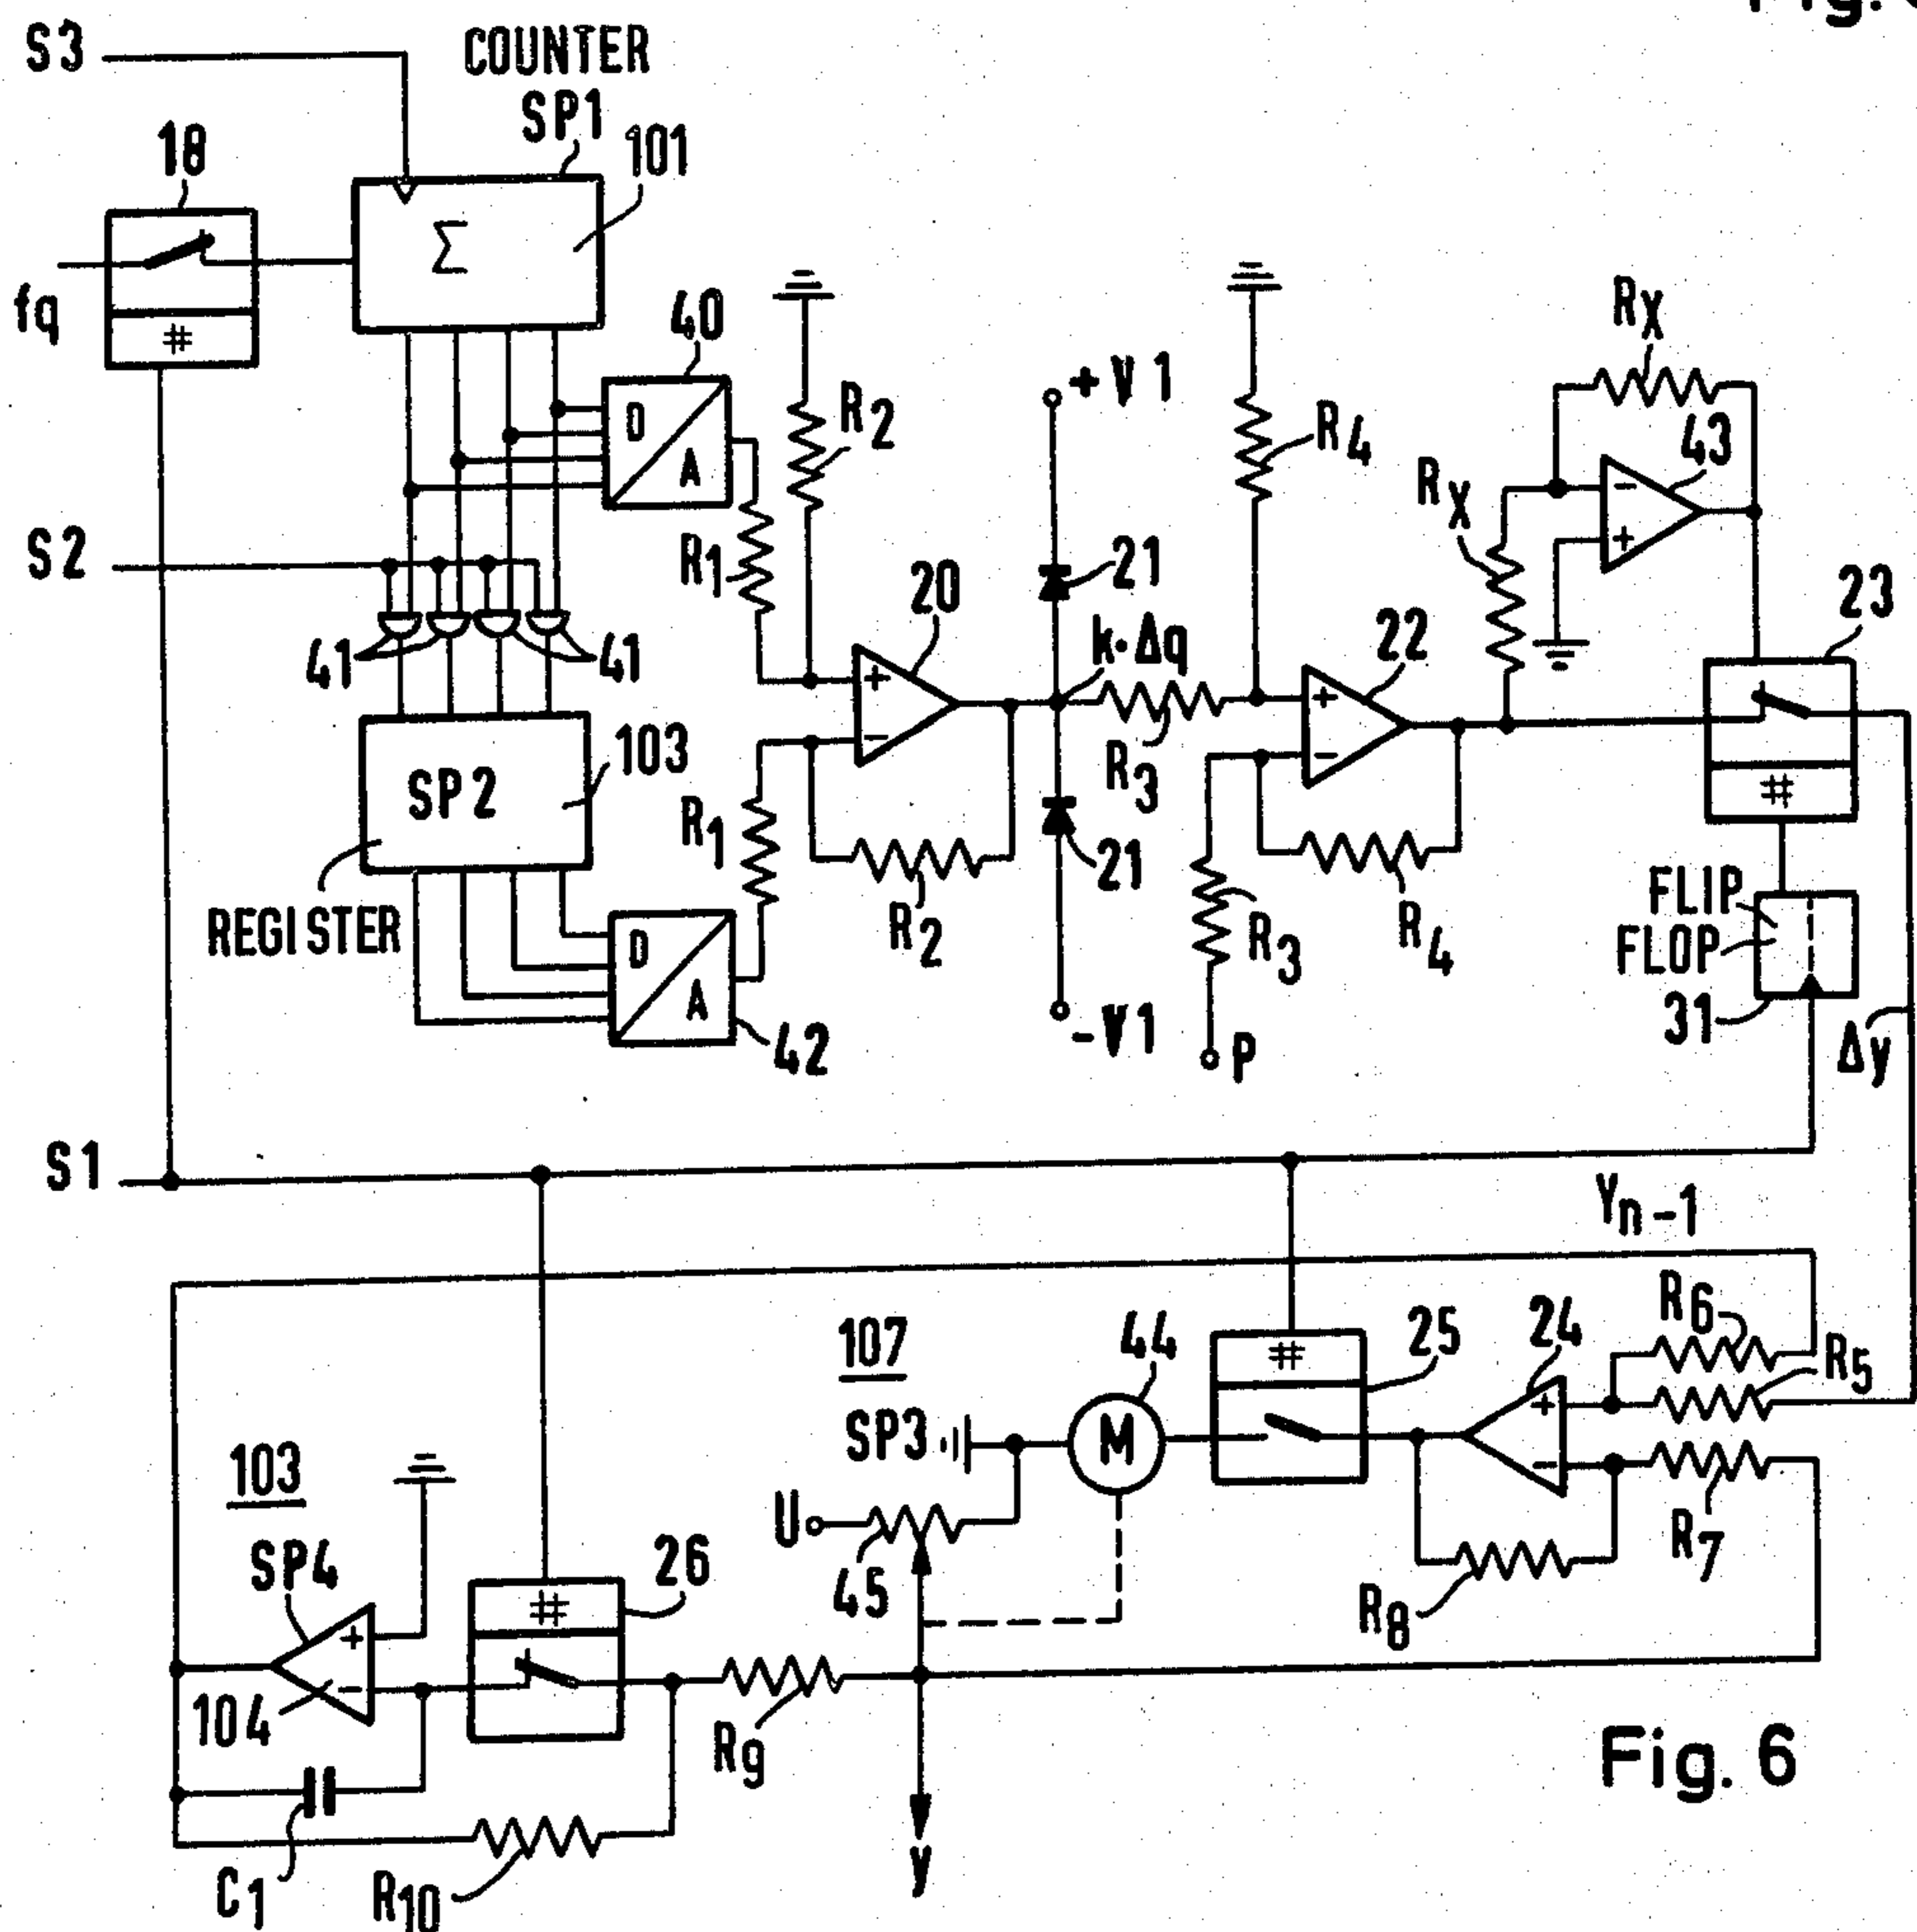 Fig.
S3
COUNTER
SP1
101
18
Σ
fq
#
40
D
A
R2
+V1
R4
RX
43
RX
-
+
S2
R1
21
20
k·Δq
22
23
41
41
+
-
+
-
#
SP2
103
R1
R3
21
R2
R3
R4
REGISTER
D
A
42
-V1
P
FLIP
FLOP
31
Δy
S1
Yn-1
107
44
#
25
24
R6
R5
SP3
M
+
-
103
U
45
R7
SP4
26
#
R8
+
-
104
R9
Fig. 6
C1
R10
y